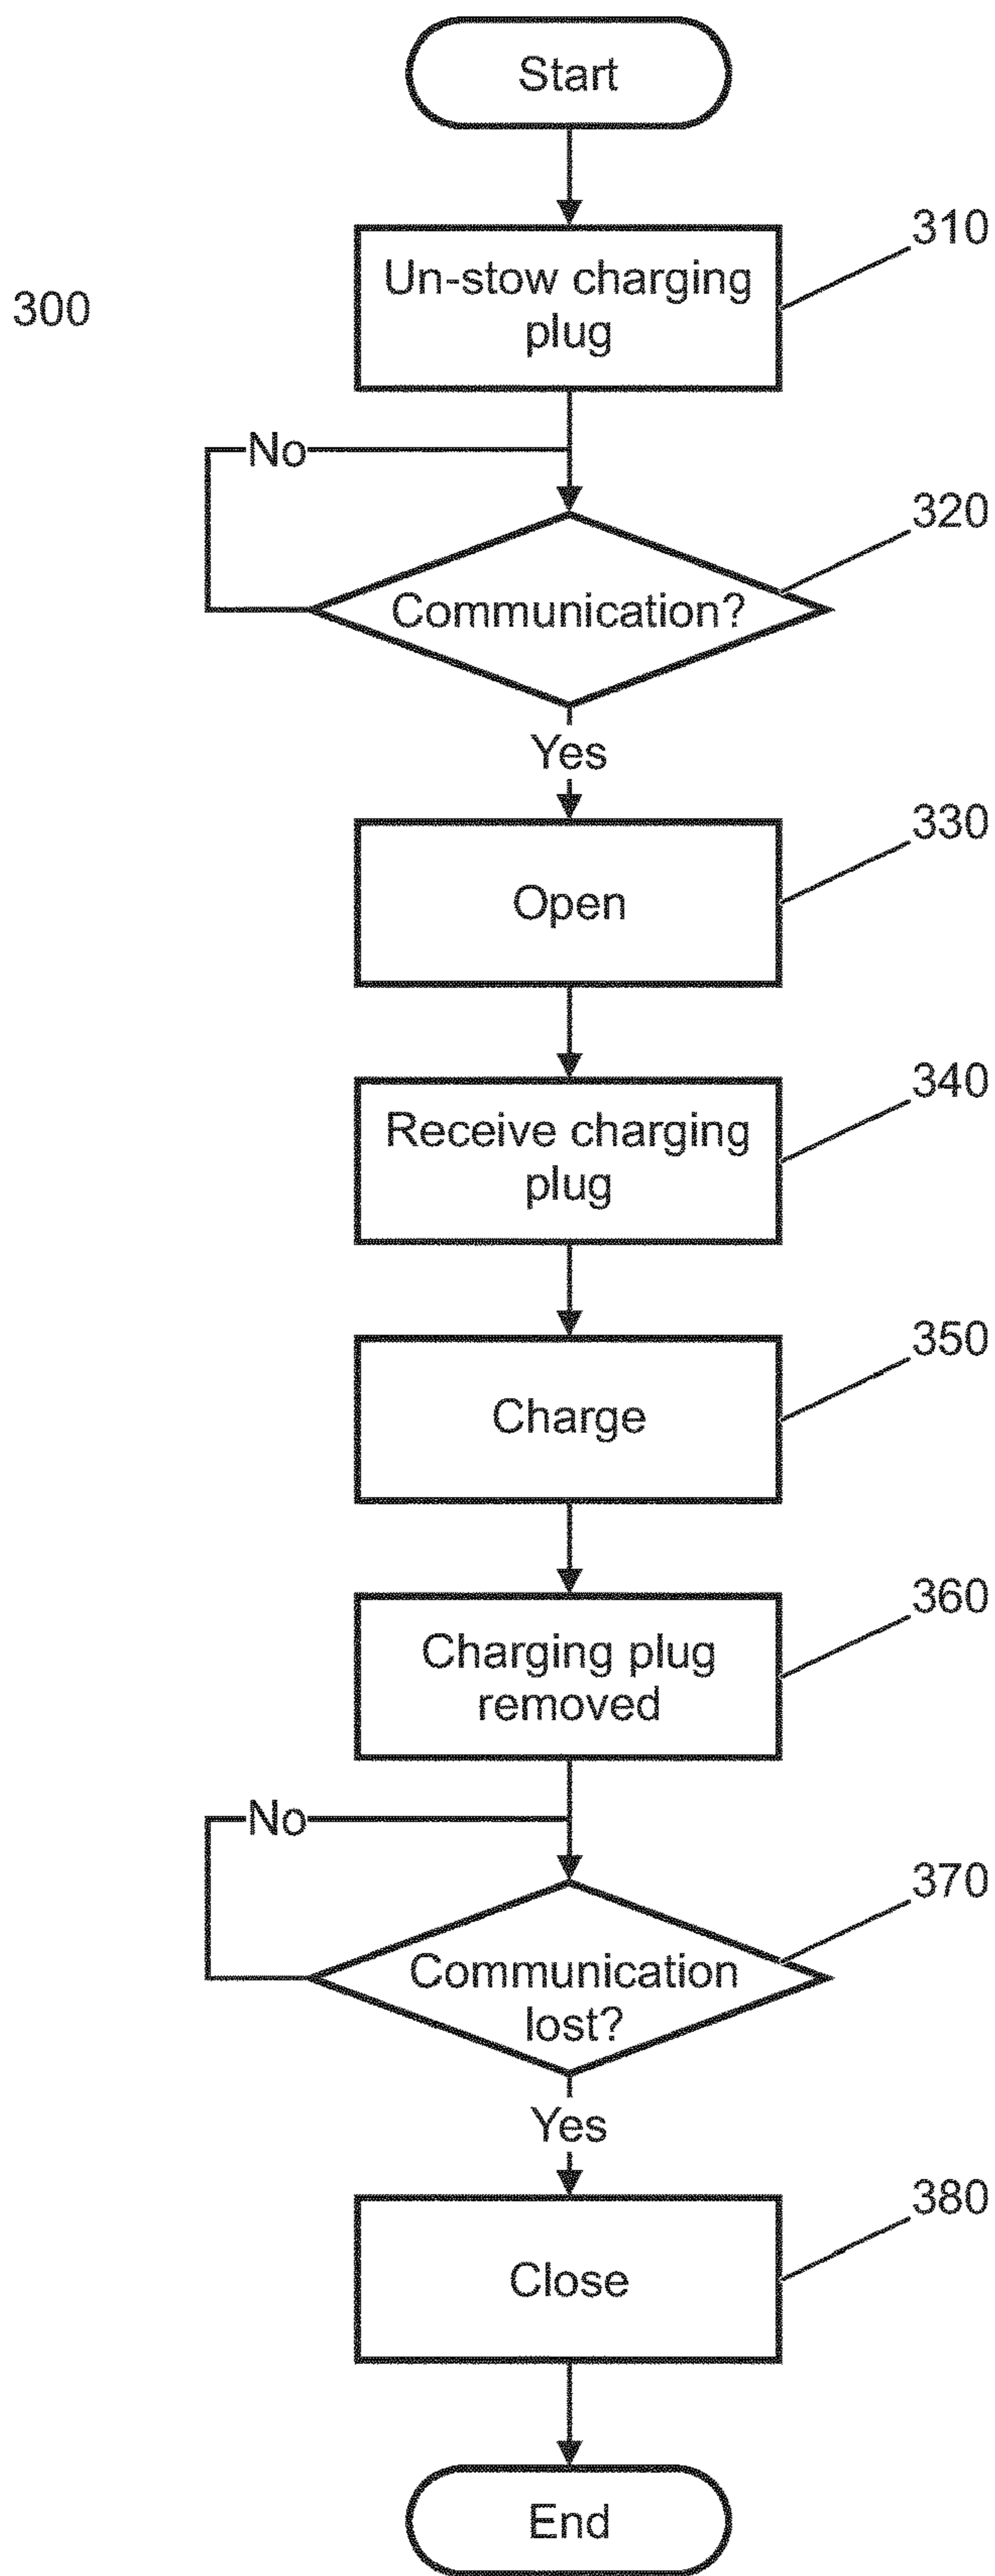 Start
310
Un-stow charging
plug
300
No
320
Communication?
Yes
330
Open
340
Receive charging
plug
350
Charge
360
Charging plug
removed
No
370
Communication
lost?
Yes
380
Close
End